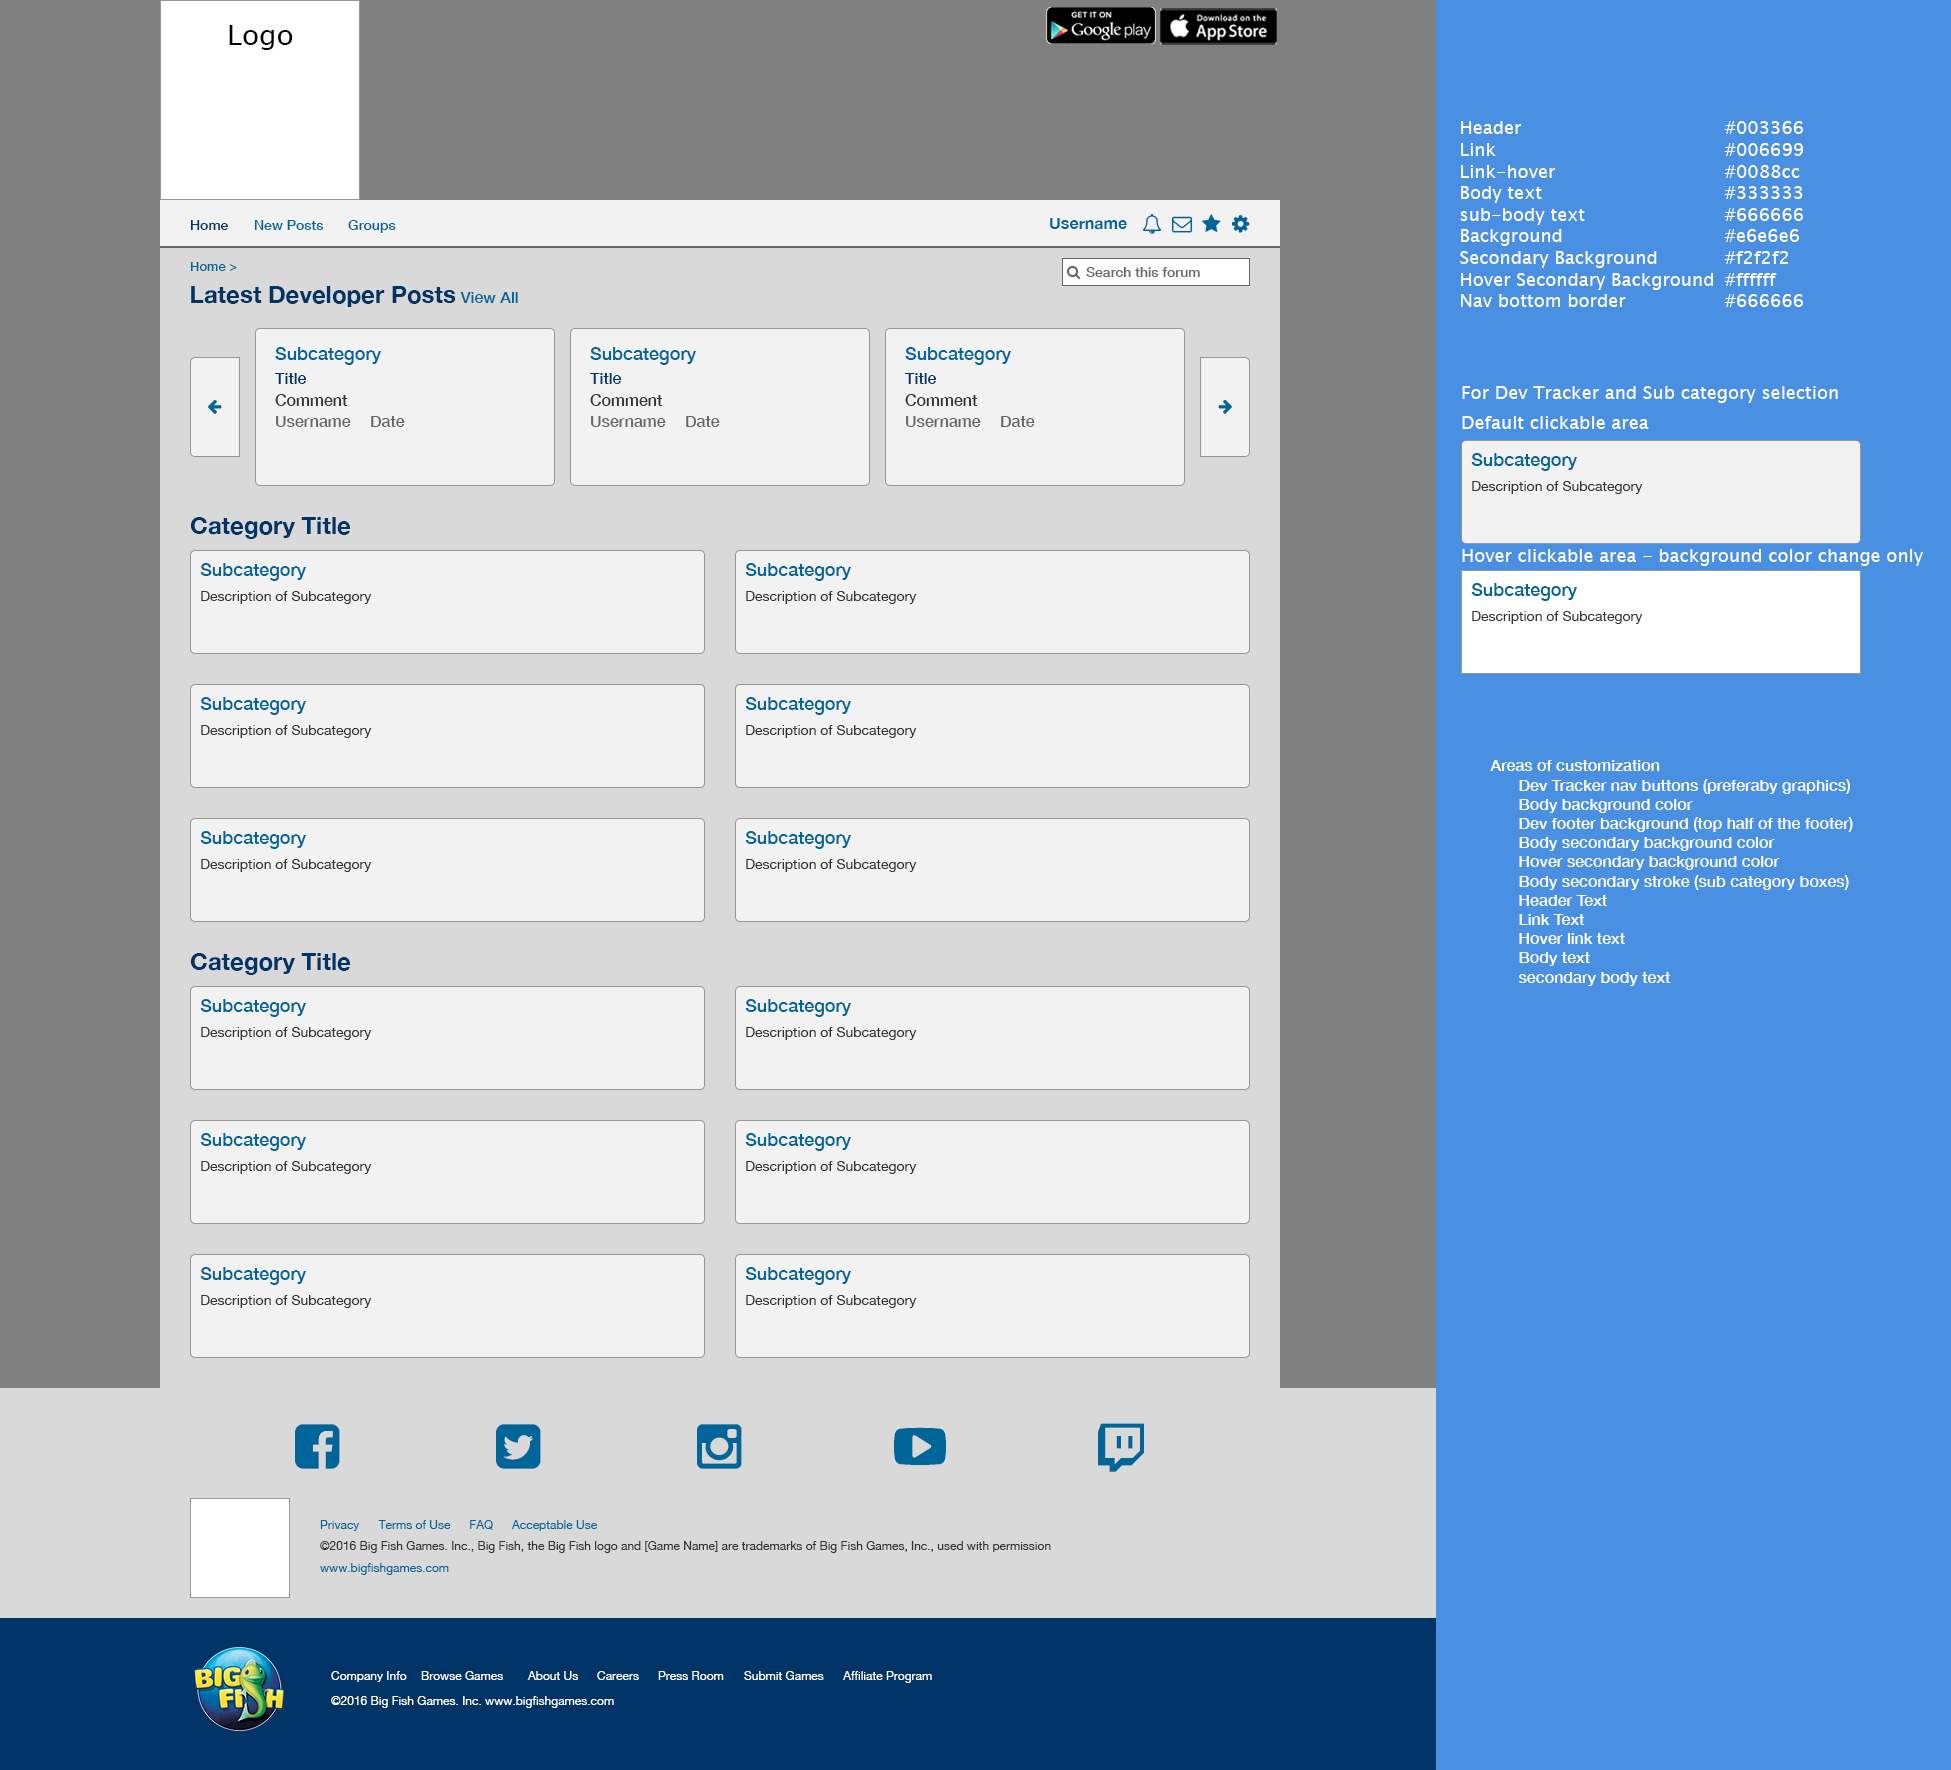 Logo
GET IT ON
Google play
Download on the
App Store
Home New Posts Groups Username
Home >
Search this forum
Latest Developer Posts View All
Subcategory
Title
Comment
Username Date
Subcategory
Title
Comment
Username Date
Subcategory
Title
Comment
Username Date
Category Title
Subcategory
Description of Subcategory
Subcategory
Description of Subcategory
Subcategory
Description of Subcategory
Subcategory
Description of Subcategory
Subcategory
Description of Subcategory
Subcategory
Description of Subcategory
Category Title
Subcategory
Description of Subcategory
Subcategory
Description of Subcategory
Subcategory
Description of Subcategory
Subcategory
Description of Subcategory
Subcategory
Description of Subcategory
Subcategory
Description of Subcategory
Privacy Terms of Use FAQ Acceptable Use
©2016 Big Fish Games. Inc., Big Fish, the Big Fish logo and [Game Name] are trademarks of Big Fish Games, Inc., used with permission
www.bigfishgames.com
BIG
FISH
Company Info Browse Games About Us Careers Press Room Submit Games Affiliate Program
©2016 Big Fish Games. Inc. www.bigfishgames.com
Header #003366
Link #006699
Link-hover #0088cc
Body text #333333
sub-body text #666666
Background #e6e6e6
Secondary Background #f2f2f2
Hover Secondary Background #ffffff
Nav bottom border #666666
For Dev Tracker and Sub category selection
Default clickable area
Subcategory
Description of Subcategory
Hover clickable area - background color change only
Subcategory
Description of Subcategory
Areas of customization
Dev Tracker nav buttons (preferaby graphics)
Body background color
Dev footer background (top half of the footer)
Body secondary background color
Hover secondary background color
Body secondary stroke (sub category boxes)
Header Text
Link Text
Hover link text
Body text
secondary body text